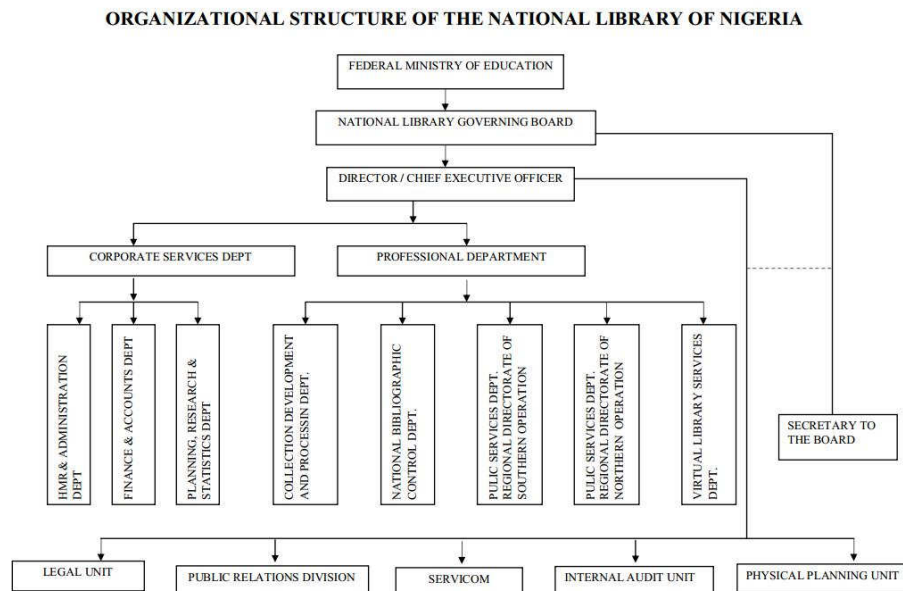 ORGANIZATIONAL STRUCTURE OF THE NATIONAL LIBRARY OF NIGERIA
FEDERAL MINISTRY OF EDUCATION
NATIONAL LIBRARY GOVERNING BOARD
DIRECTOR / CHIEF EXECUTIVE OFFICER
CORPORATE SERVICES DEPT
PROFESSIONAL DEPARTMENT
HMR & ADMINISTRATION
DEPT
FINANCE & ACCOUNTS DEPT
PLANNING, RESEARCH &
STATISTICS DEPT
COLLECTION DEVELOPMENT
AND PROCESSIN DEPT.
NATIONAL BIBLIOGRAPHIC
CONTROL DEPT.
PULIC SERVICES DEPT.
REGIONAL DIRECTORATE OF
SOUTHERN OPERATION
PULIC SERVICES DEPT.
REGIONAL DIRECTORATE OF
NORTHERN OPERATION
VIRTUAL LIBRARY SERVICES
DEPT.
SECRETARY TO
THE BOARD
LEGAL UNIT
PUBLIC RELATIONS DIVISION
SERVICOM
INTERNAL AUDIT UNIT
PHYSICAL PLANNING UNIT